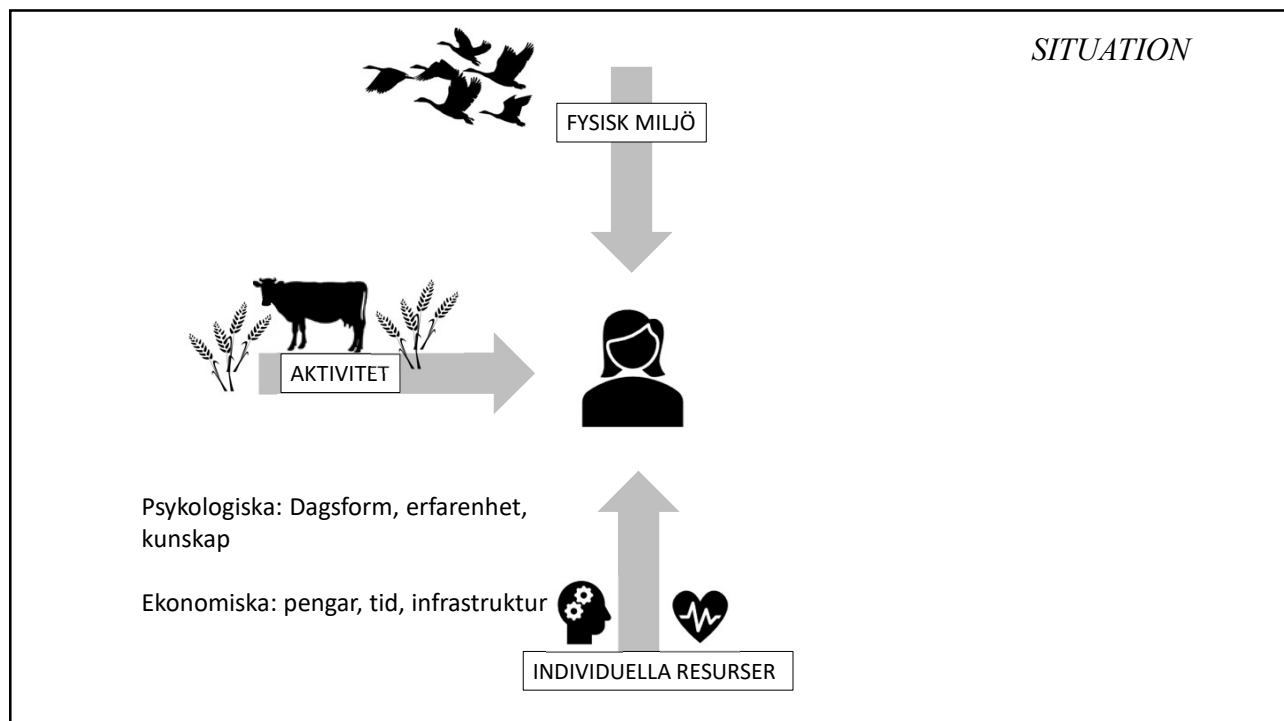 SITUATION
FYSISK MILJÖ
AKTIVITET
Psykologiska: Dagsform, erfarenhet,
kunskap
Ekonomiska: pengar, tid, infrastruktur
INDIVIDUELLA RESURSER